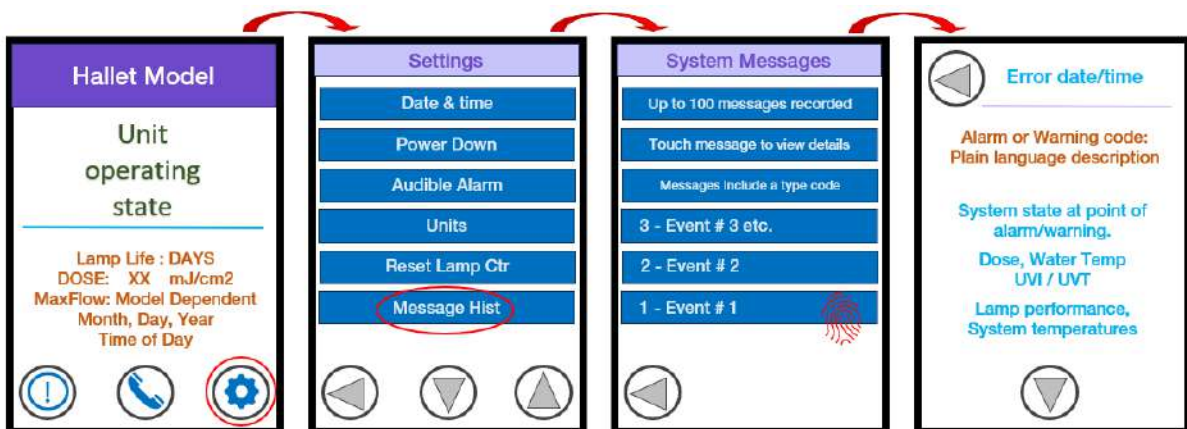 Hallet Model
Unit
operating
state
Lamp Life : DAYS
DOSE: XX mJ/cm2
MaxFlow: Model Dependent
Month, Day, Year
Time of Day
Settings
Date & time
Power Down
Audible Alarm
Units
Reset Lamp Ctr
Message Hist
System Messages
Up to 100 messages recorded
Touch message to view details
Messages include a type code
3 - Event # 3 etc.
2 - Event # 2
1 - Event # 1
Error date/time
Alarm or Warning code:
Plain language description
System state at point of
alarm/warning.
Dose, Water Temp
UVI / UVT
Lamp performance,
System temperatures